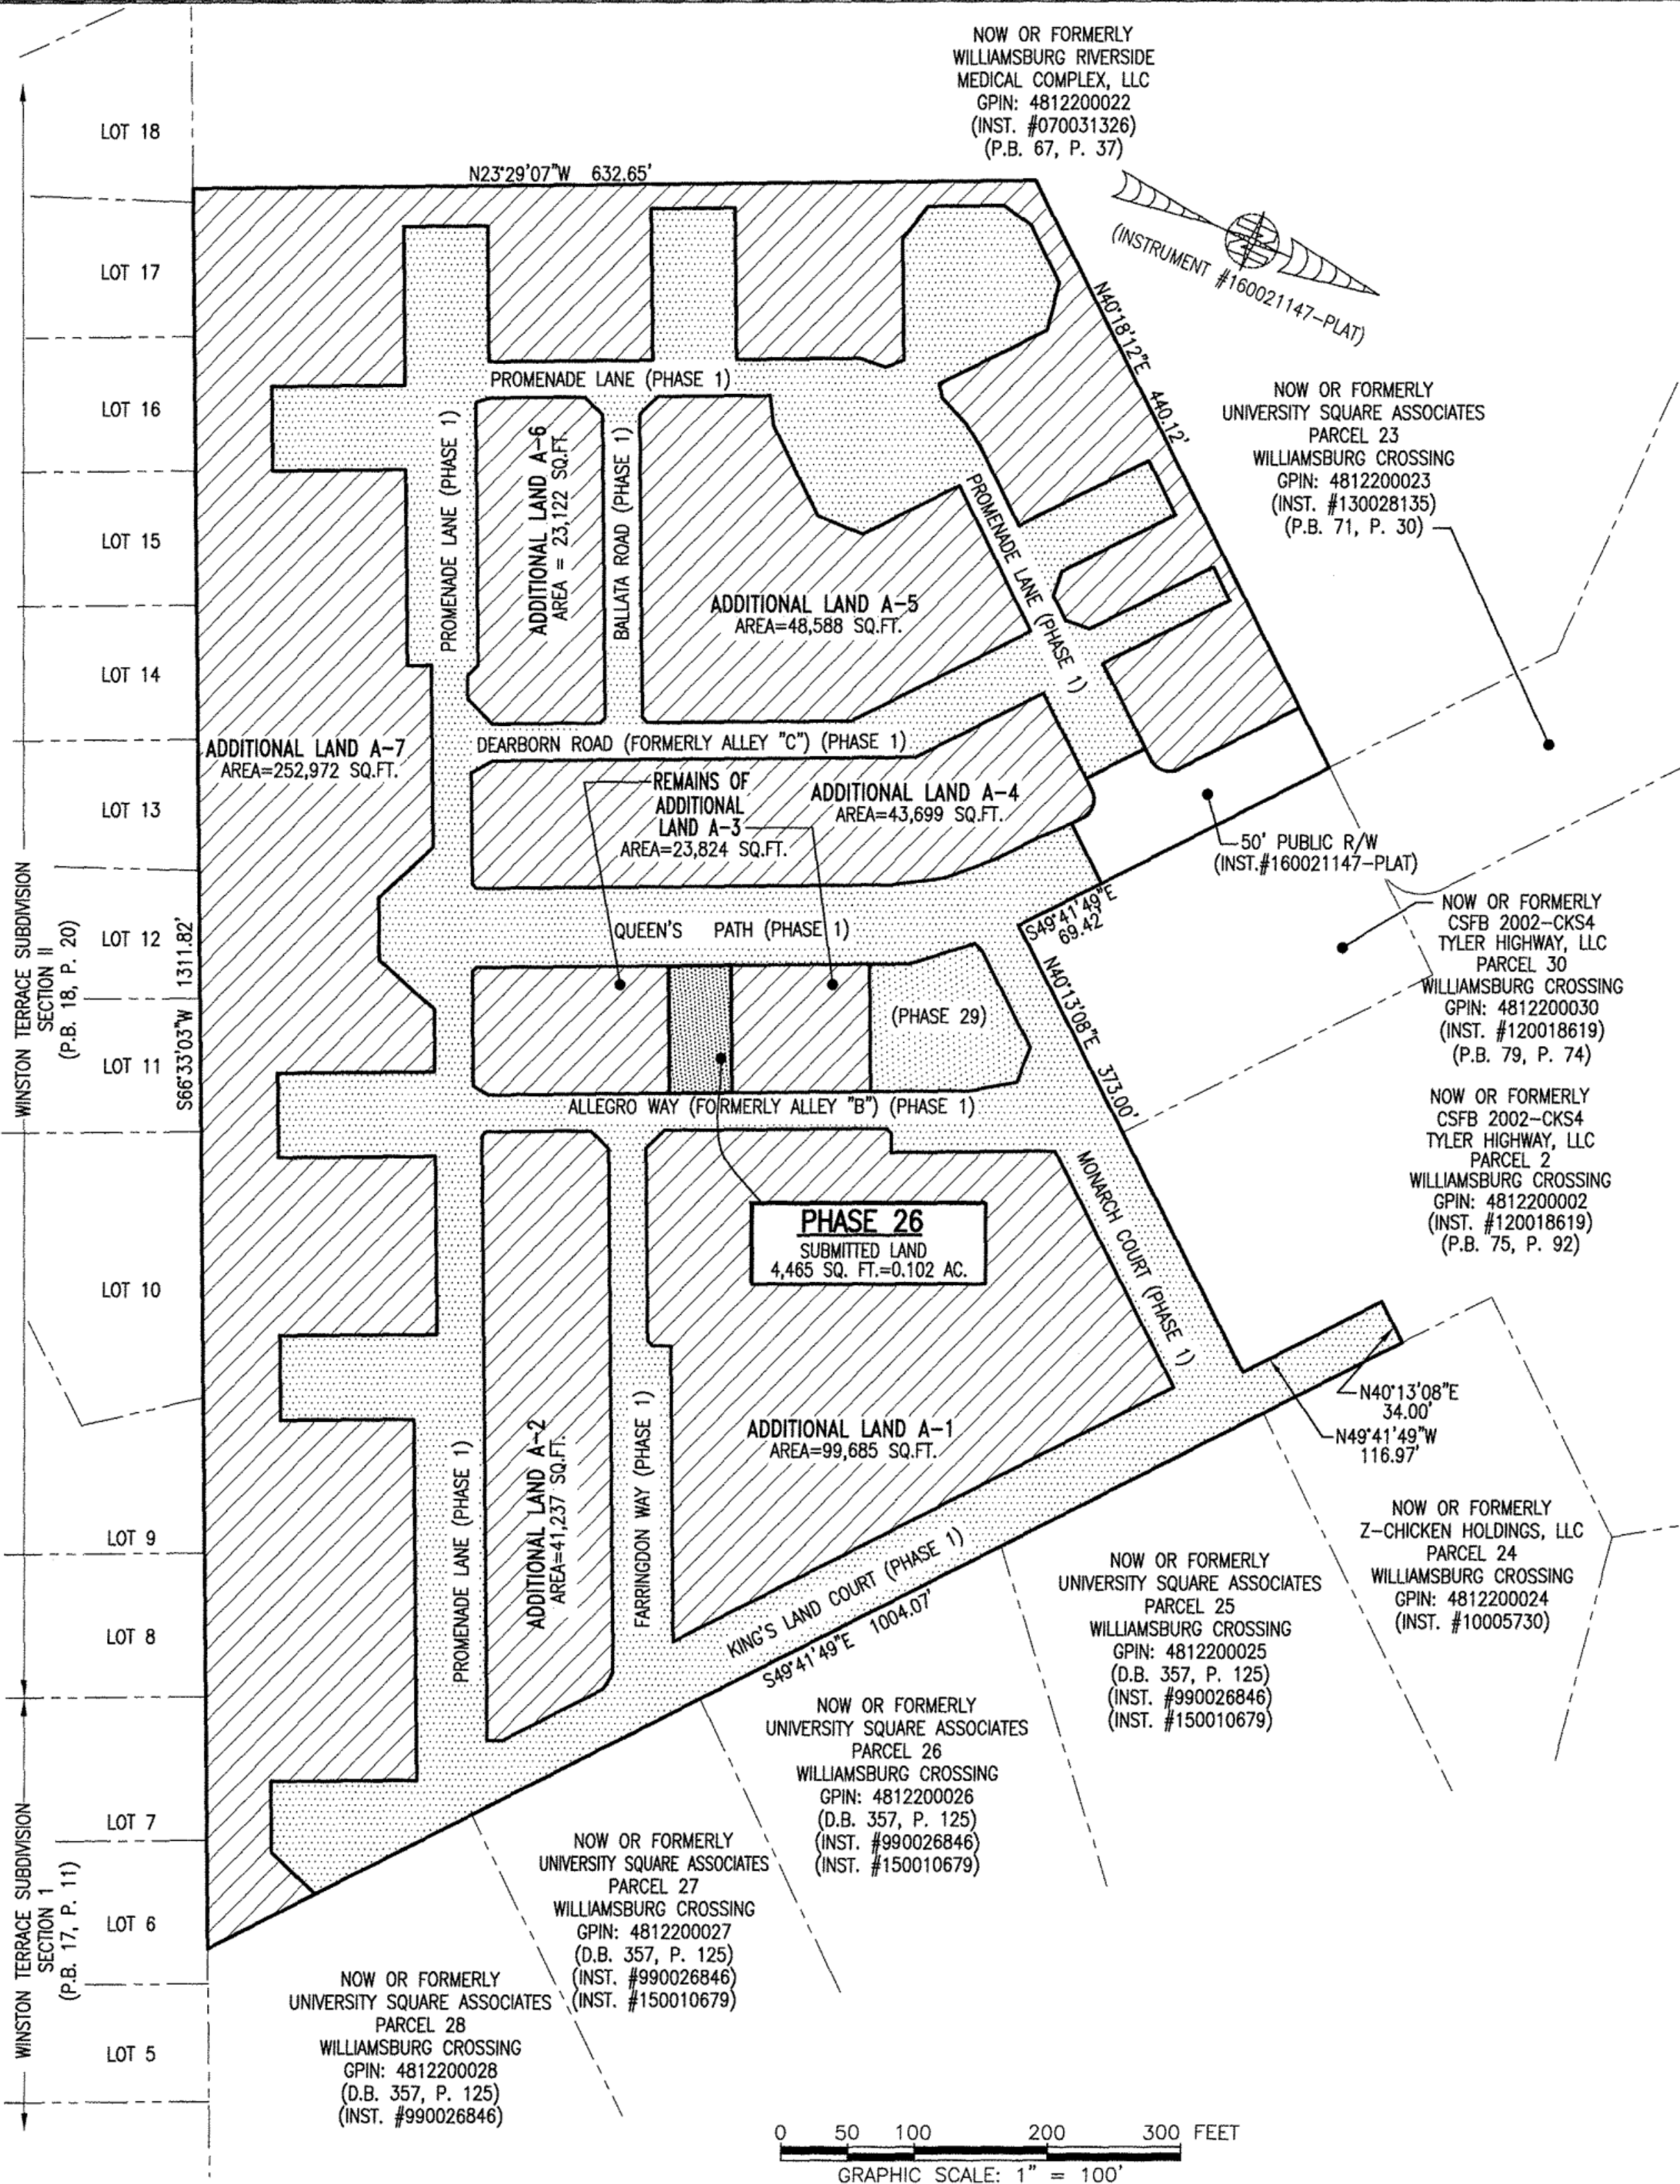 NOW OR FORMERLY
WILLIAMSBURG RIVERSIDE
MEDICAL COMPLEX, LLC
GPIN: 4812200022
(INST. #070031326)
(P.B. 67, P. 37)
LOT 18
LOT 17
LOT 16
LOT 15
LOT 14
LOT 13
LOT 12
LOT 11
LOT 10
LOT 9
LOT 8
LOT 7
LOT 6
LOT 5
WINSTON TERRACE SUBDIVISION
SECTION II
(P.B. 18, P. 20)
WINSTON TERRACE SUBDIVISION
SECTION 1
(P.B. 17, P. 11)
S66°33'03"W 1311.82'
N23°29'07"W 632.65'
(INSTRUMENT #160021147-PLAT)
N40°18'12"E 440.12'
NOW OR FORMERLY
UNIVERSITY SQUARE ASSOCIATES
PARCEL 23
WILLIAMSBURG CROSSING
GPIN: 4812200023
(INST. #130028135)
(P.B. 71, P. 30)
PROMENADE LANE (PHASE 1)
PROMENADE LANE (PHASE 1)
ADDITIONAL LAND A-6
AREA = 23,122 SQ.FT.
BALLATA ROAD (PHASE 1)
ADDITIONAL LAND A-5
AREA=48,588 SQ.FT.
PROMENADE LANE (PHASE 1)
DEARBORN ROAD (FORMERLY ALLEY "C") (PHASE 1)
ADDITIONAL LAND A-7
AREA=252,972 SQ.FT.
REMAINS OF
ADDITIONAL
LAND A-3
AREA=23,824 SQ.FT.
ADDITIONAL LAND A-4
AREA=43,699 SQ.FT.
50' PUBLIC R/W
(INST.#160021147-PLAT)
QUEEN'S PATH (PHASE 1)
S49°41'49"E
69.42'
N40°13'08"E 373.00'
NOW OR FORMERLY
CSFB 2002-CKS4
TYLER HIGHWAY, LLC
PARCEL 30
WILLIAMSBURG CROSSING
GPIN: 4812200030
(INST. #120018619)
(P.B. 79, P. 74)
(PHASE 29)
ALLEGRO WAY (FORMERLY ALLEY "B") (PHASE 1)
NOW OR FORMERLY
CSFB 2002-CKS4
TYLER HIGHWAY, LLC
PARCEL 2
WILLIAMSBURG CROSSING
GPIN: 4812200002
(INST. #120018619)
(P.B. 75, P. 92)
MONARCH COURT (PHASE 1)
PHASE 26
SUBMITTED LAND
4,465 SQ. FT.=0.102 AC.
PROMENADE LANE (PHASE 1)
ADDITIONAL LAND A-2
AREA=41,237 SQ.FT.
FARRINGDON WAY (PHASE 1)
ADDITIONAL LAND A-1
AREA=99,685 SQ.FT.
N40°13'08"E
34.00'
N49°41'49"W
116.97'
KING'S LAND COURT (PHASE 1)
S49°41'49"E 1004.07'
NOW OR FORMERLY
Z-CHICKEN HOLDINGS, LLC
PARCEL 24
WILLIAMSBURG CROSSING
GPIN: 4812200024
(INST. #10005730)
NOW OR FORMERLY
UNIVERSITY SQUARE ASSOCIATES
PARCEL 25
WILLIAMSBURG CROSSING
GPIN: 4812200025
(D.B. 357, P. 125)
(INST. #990026846)
(INST. #150010679)
NOW OR FORMERLY
UNIVERSITY SQUARE ASSOCIATES
PARCEL 26
WILLIAMSBURG CROSSING
GPIN: 4812200026
(D.B. 357, P. 125)
(INST. #990026846)
(INST. #150010679)
NOW OR FORMERLY
UNIVERSITY SQUARE ASSOCIATES
PARCEL 27
WILLIAMSBURG CROSSING
GPIN: 4812200027
(D.B. 357, P. 125)
(INST. #990026846)
(INST. #150010679)
NOW OR FORMERLY
UNIVERSITY SQUARE ASSOCIATES
PARCEL 28
WILLIAMSBURG CROSSING
GPIN: 4812200028
(D.B. 357, P. 125)
(INST. #990026846)
0 50 100 200 300 FEET
GRAPHIC SCALE: 1" = 100'